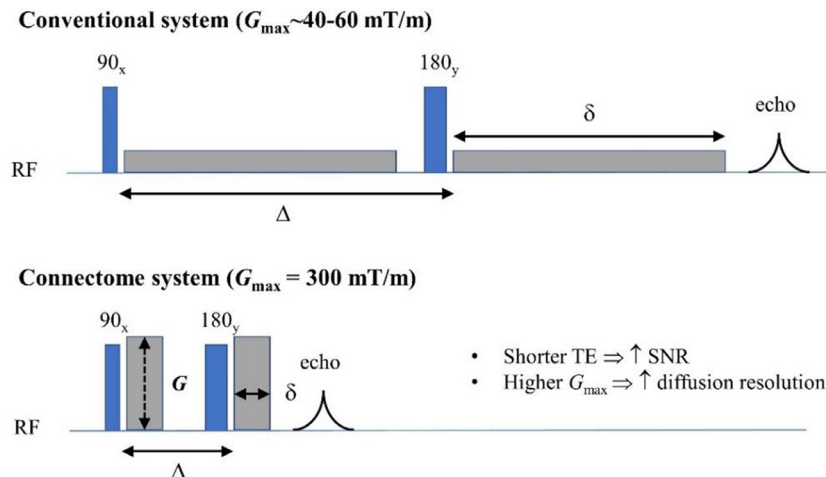 Conventional system (Gmax~40-60 mT/m)
90x
180y
δ
echo
RF
Δ
Connectome system (Gmax = 300 mT/m)
90x
180y
echo
G
δ
• Shorter TE ⇒ ↑ SNR
• Higher Gmax ⇒ ↑ diffusion resolution
RF
Δ